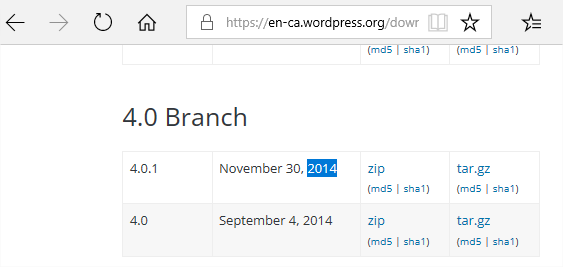 https://en-ca.wordpress.org/dowr
(md5 | sha1) (md5 | sha1)
4.0 Branch
4.0.1 November 30, 2014 zip tar.gz
(md5 | sha1) (md5 | sha1)
4.0 September 4, 2014 zip tar.gz
(md5 | sha1) (md5 | sha1)